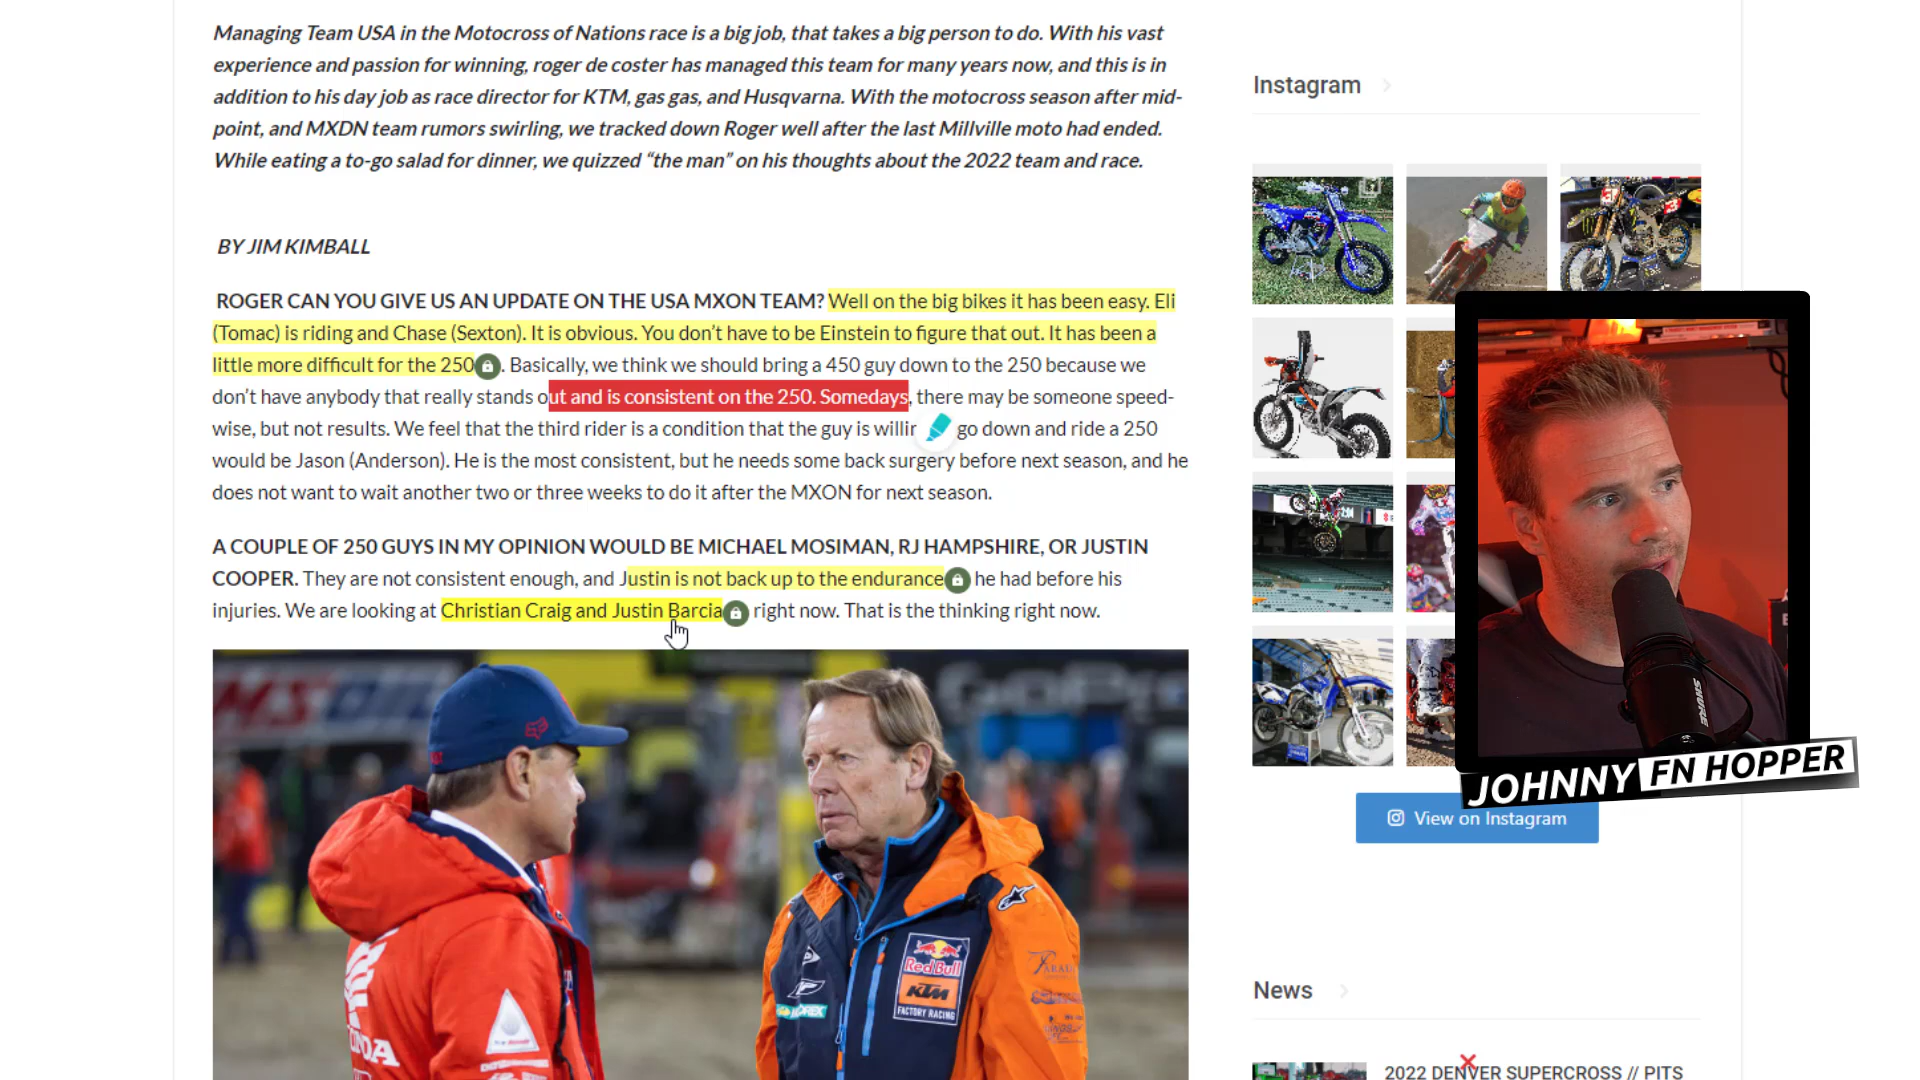 Managing Team USA in the Motocross of Nations race is a big job, that takes a big person to do. With his vast
experience and passion for winning, roger de coster has managed this team for many years now, and this is in
addition to his day job as race director for KTM, gas gas, and Husqvarna. With the motocross season after mid-
point, and MXDN team rumors swirling, we tracked down Roger well after the last Millville moto had ended.
While eating a to-go salad for dinner, we quizzed “the man” on his thoughts about the 2022 team and race.
BY JIM KIMBALL
ROGER CAN YOU GIVE US AN UPDATE ON THE USA MXON TEAM? Well on the big bikes it has been easy. Eli
(Tomac) is riding and Chase (Sexton). It is obvious. You don’t have to be Einstein to figure that out. It has been a
little more difficult for the 250. Basically, we think we should bring a 450 guy down to the 250 because we
don’t have anybody that really stands out and is consistent on the 250. Somedays, there may be someone speed-
wise, but not results. We feel that the third rider is a condition that the guy is willin go down and ride a 250
would be Jason (Anderson). He is the most consistent, but he needs some back surgery before next season, and he
does not want to wait another two or three weeks to do it after the MXON for next season.
A COUPLE OF 250 GUYS IN MY OPINION WOULD BE MICHAEL MOSIMAN, RJ HAMPSHIRE, OR JUSTIN
COOPER. They are not consistent enough, and Justin is not back up to the endurance he had before his
injuries. We are looking at Christian Craig and Justin Barcia right now. That is the thinking right now.
AMSOIL
GoPro
HONDA
Red Bull
KTM
FACTORY RACING
Instagram
SHURE
JOHNNY FN HOPPER
View on Instagram
News
2022 DENVER SUPERCROSS // PITS